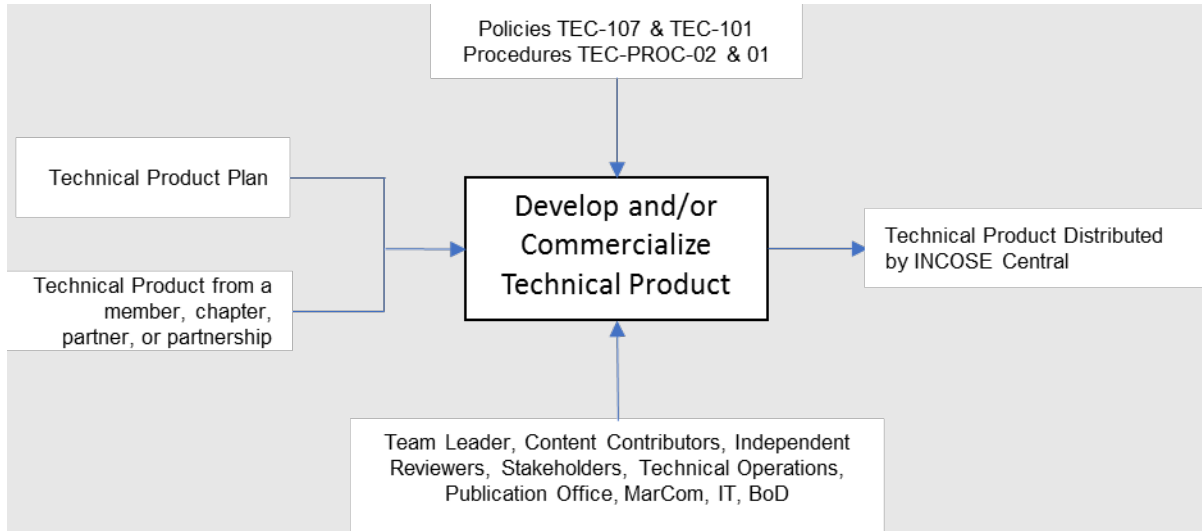 Policies TEC-107 & TEC-101
Procedures TEC-PROC-02 & 01
Technical Product Plan
Technical Product from a
member, chapter,
partner, or partnership
Develop and/or
Commercialize
Technical Product
Technical Product Distributed
by INCOSE Central
Team Leader, Content Contributors, Independent
Reviewers, Stakeholders, Technical Operations,
Publication Office, MarCom, IT, BoD